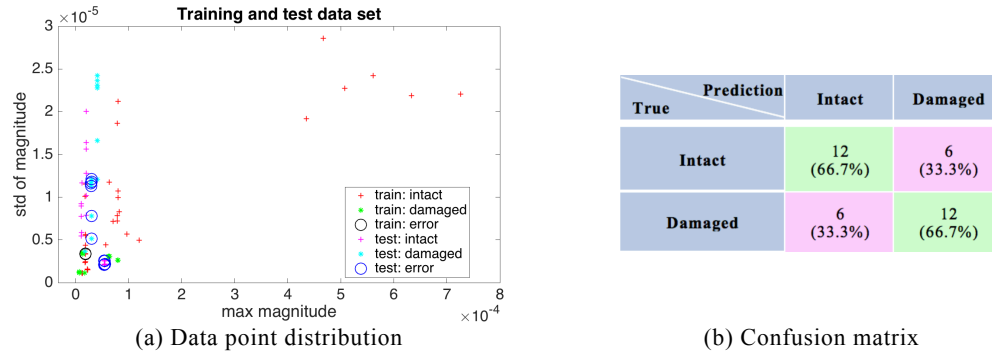 Training and test data set
×10^-5
3
2.5
2
1.5
1
0.5
0
std of magnitude
0 1 2 3 4 5 6 7 8
max magnitude
×10^-4
train: intact
train: damaged
train: error
test: intact
test: damaged
test: error
(a) Data point distribution
Prediction
True
Intact
Damaged
Intact
12
(66.7%)
6
(33.3%)
Damaged
6
(33.3%)
12
(66.7%)
(b) Confusion matrix